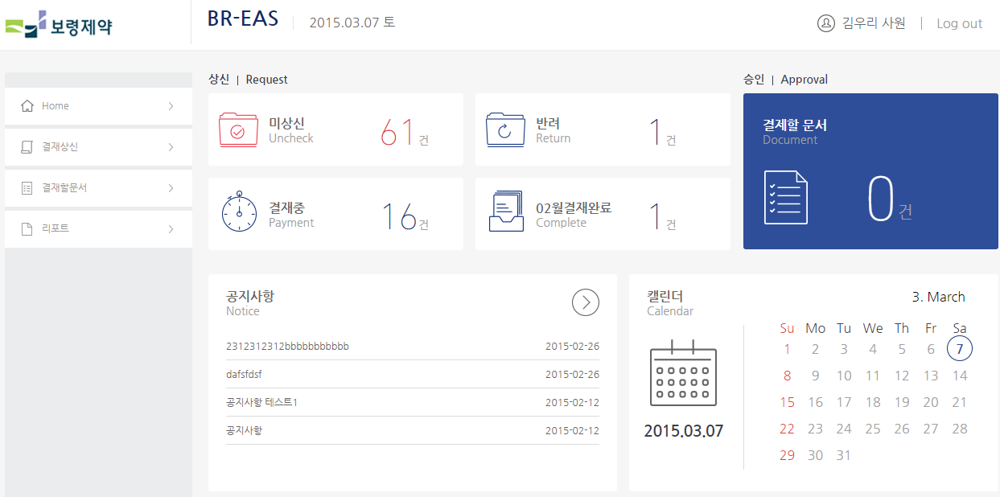 보령제약
BR-EAS
2015.03.07 토
김우리 사원 | Log out
Home
결재상신
결재할문서
리포트
상신 | Request
미상신
Uncheck
61건
반려
Return
1건
결재중
Payment
16건
02월결재완료
Complete
1건
승인 | Approval
결제할 문서
Document
0건
공지사항
Notice
2312312312bbbbbbbbbbb 2015-02-26
dafsfdsf 2015-02-26
공지사항 테스트1 2015-02-12
공지사항 2015-02-12
캘린더
Calendar
2015.03.07
3. March
Su Mo Tu We Th Fr Sa
1 2 3 4 5 6 7
8 9 10 11 12 13 14
15 16 17 18 19 20 21
22 23 24 25 26 27 28
29 30 31